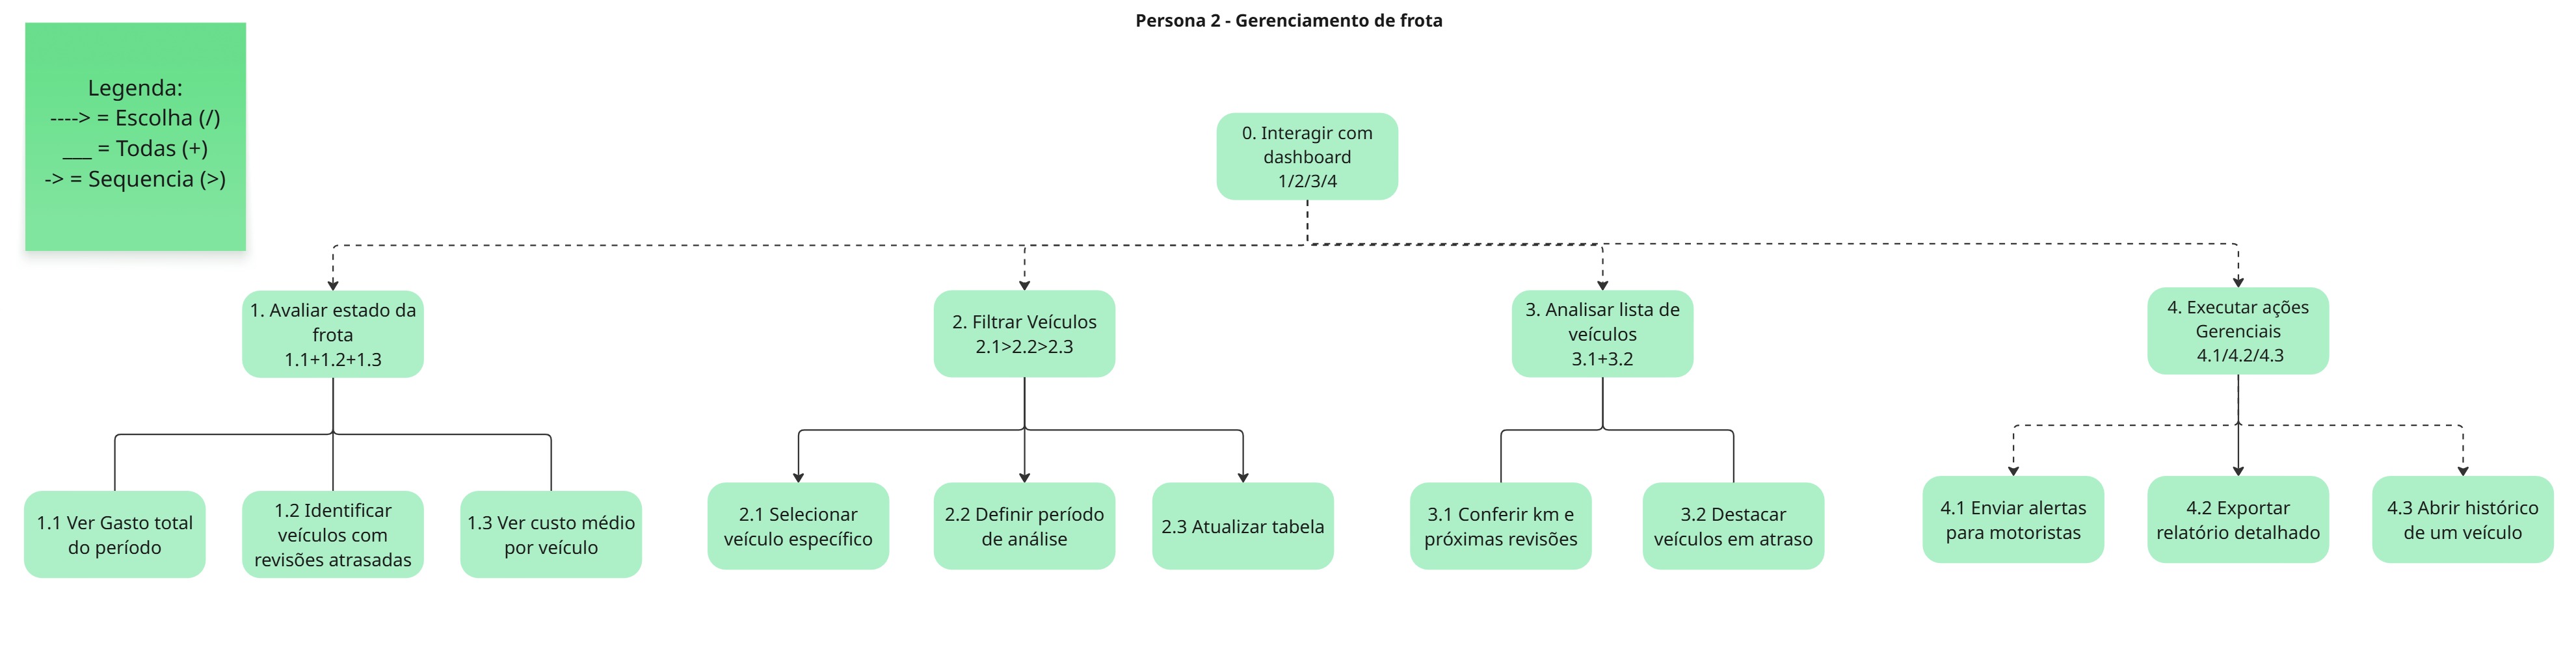 Persona 2 - Gerenciamento de frota
Legenda:
----> = Escolha (/)
___ = Todas (+)
-> = Sequencia (>)
0. Interagir com
dashboard
1/2/3/4
1. Avaliar estado da
frota
1.1+1.2+1.3
2. Filtrar Veículos
2.1>2.2>2.3
3. Analisar lista de
veículos
3.1+3.2
4. Executar ações
Gerenciais
4.1/4.2/4.3
1.1 Ver Gasto total
do período
1.2 Identificar
veículos com
revisões atrasadas
1.3 Ver custo médio
por veículo
2.1 Selecionar
veículo específico
2.2 Definir período
de análise
2.3 Atualizar tabela
3.1 Conferir km e
próximas revisões
3.2 Destacar
veículos em atraso
4.1 Enviar alertas
para motoristas
4.2 Exportar
relatório detalhado
4.3 Abrir histórico
de um veículo